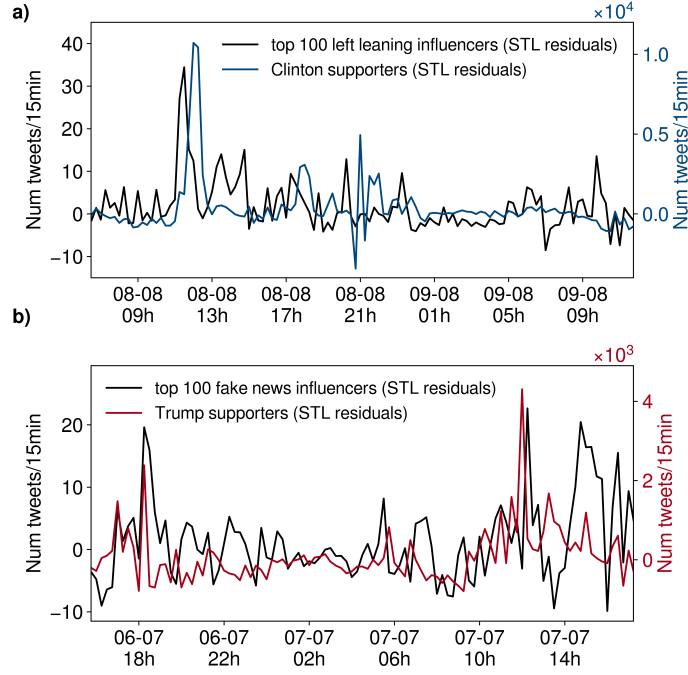 a)
×10⁴
top 100 left leaning influencers (STL residuals)
Clinton supporters (STL residuals)
Num tweets/15min
40
30
20
10
0
−10
1.0
0.5
0.0
Num tweets/15min
08-08 08-08 08-08 08-08 09-08 09-08 09-08
09h 13h 17h 21h 01h 05h 09h
b)
×10³
top 100 fake news influencers (STL residuals)
Trump supporters (STL residuals)
Num tweets/15min
20
10
0
−10
4
2
0
Num tweets/15min
06-07 06-07 07-07 07-07 07-07 07-07
18h 22h 02h 06h 10h 14h